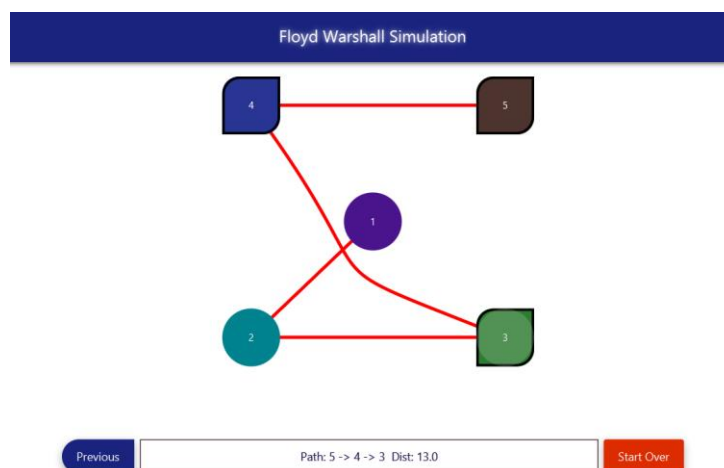 Floyd Warshall Simulation
4
5
1
2
3
Previous
Path: 5 -> 4 -> 3 Dist: 13.0
Start Over